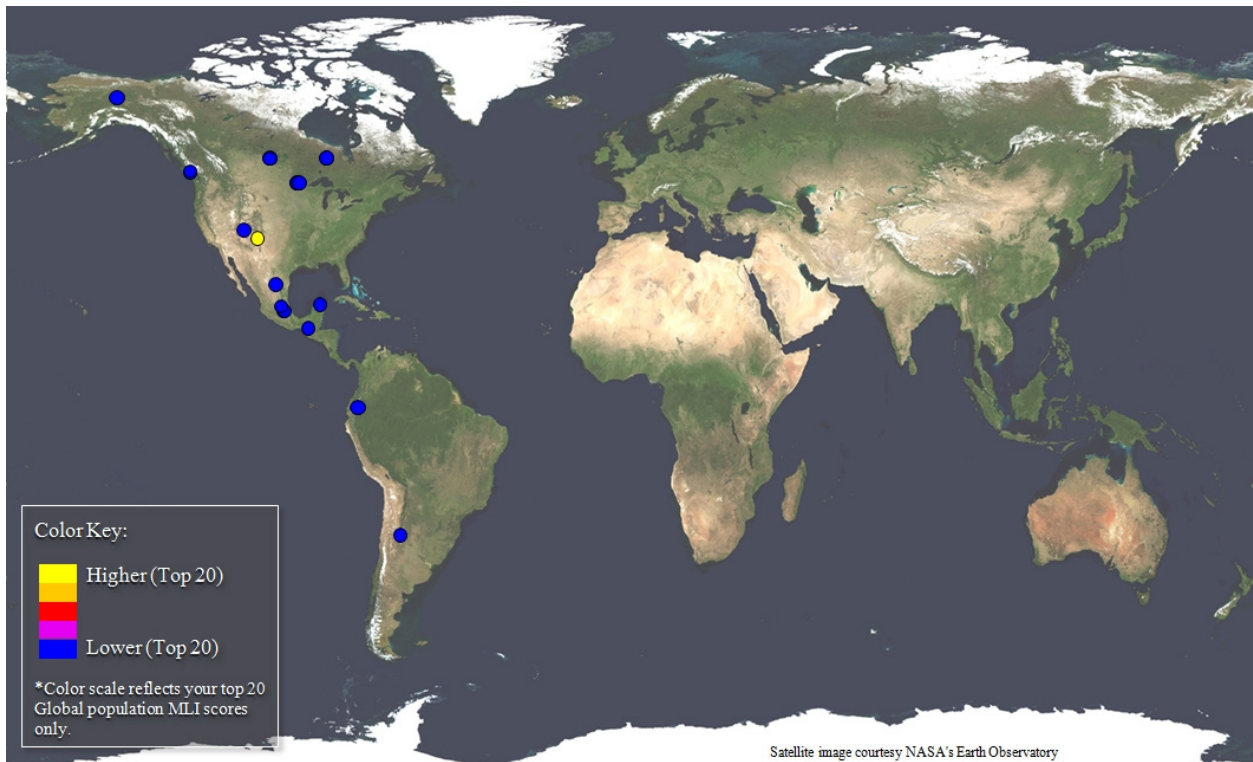 Color Key:
Higher (Top 20)
Lower (Top 20)
*Color scale reflects your top 20
Global population MLI scores
only.
Satellite image courtesy NASA's Earth Observatory